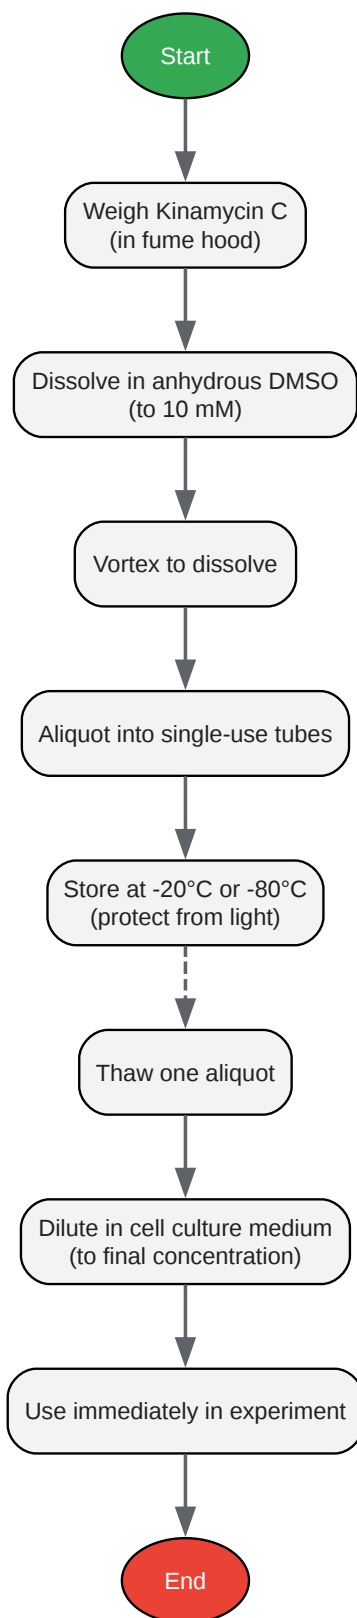 Start
Weigh Kinamycin C
(in fume hood)
Dissolve in anhydrous DMSO
(to 10 mM)
Vortex to dissolve
Aliquot into single-use tubes
Store at -20°C or -80°C
(protect from light)
Thaw one aliquot
Dilute in cell culture medium
(to final concentration)
Use immediately in experiment
End